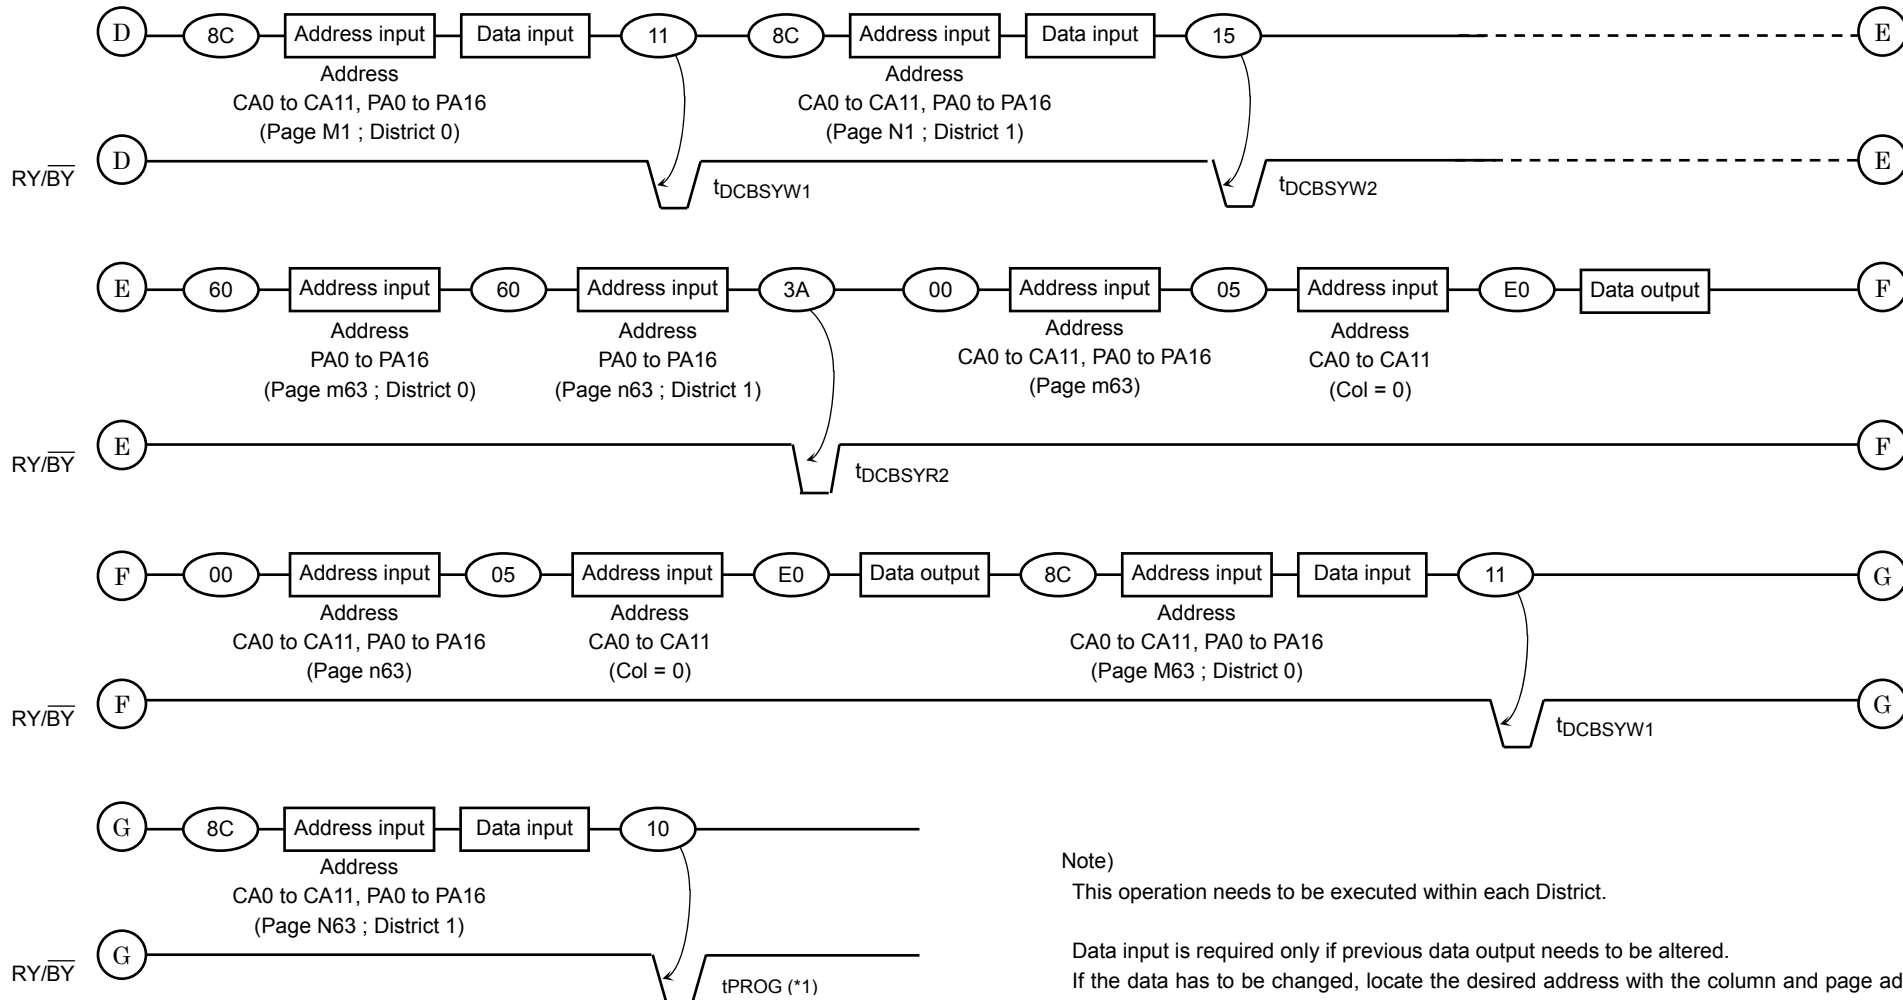 D 8C Address input Data input 11 8C Address input Data input 15 E
Address
CA0 to CA11, PA0 to PA16
(Page M1 ; District 0)
Address
CA0 to CA11, PA0 to PA16
(Page N1 ; District 1)
RY/BY D tDCBSYW1 tDCBSYW2 E
E 60 Address input 60 Address input 3A 00 Address input 05 Address input E0 Data output F
Address
PA0 to PA16
(Page m63 ; District 0)
Address
PA0 to PA16
(Page n63 ; District 1)
Address
CA0 to CA11, PA0 to PA16
(Page m63)
Address
CA0 to CA11
(Col = 0)
RY/BY E tDCBSYR2 F
F 00 Address input 05 Address input E0 Data output 8C Address input Data input 11 G
Address
CA0 to CA11, PA0 to PA16
(Page n63)
Address
CA0 to CA11
(Col = 0)
Address
CA0 to CA11, PA0 to PA16
(Page M63 ; District 0)
RY/BY F tDCBSYW1 G
G 8C Address input Data input 10
Address
CA0 to CA11, PA0 to PA16
(Page N63 ; District 1)
RY/BY G tPROG (*1)
Note)
This operation needs to be executed within each District.
Data input is required only if previous data output needs to be altered.
If the data has to be changed, locate the desired address with the column and page ad